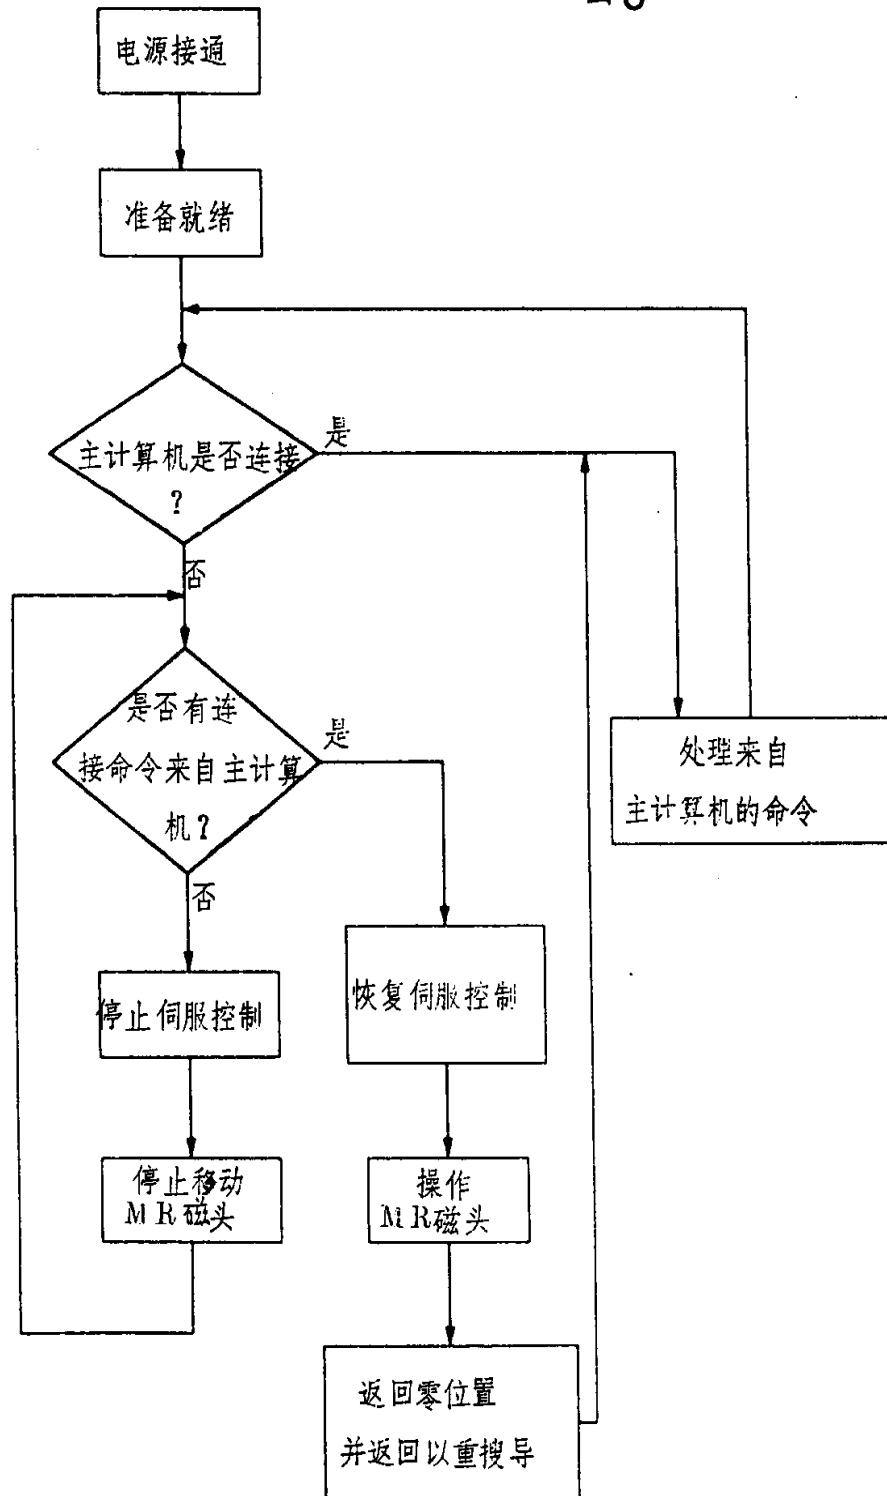 电源接通
准备就绪
主计算机是否连接
?
是
否
是否有连
接命令来自主计算
机?
是
否
处理来自
主计算机的命令
停止伺服控制
恢复伺服控制
停止移动
MR磁头
操作
MR磁头
返回零位置
并返回以重搜导